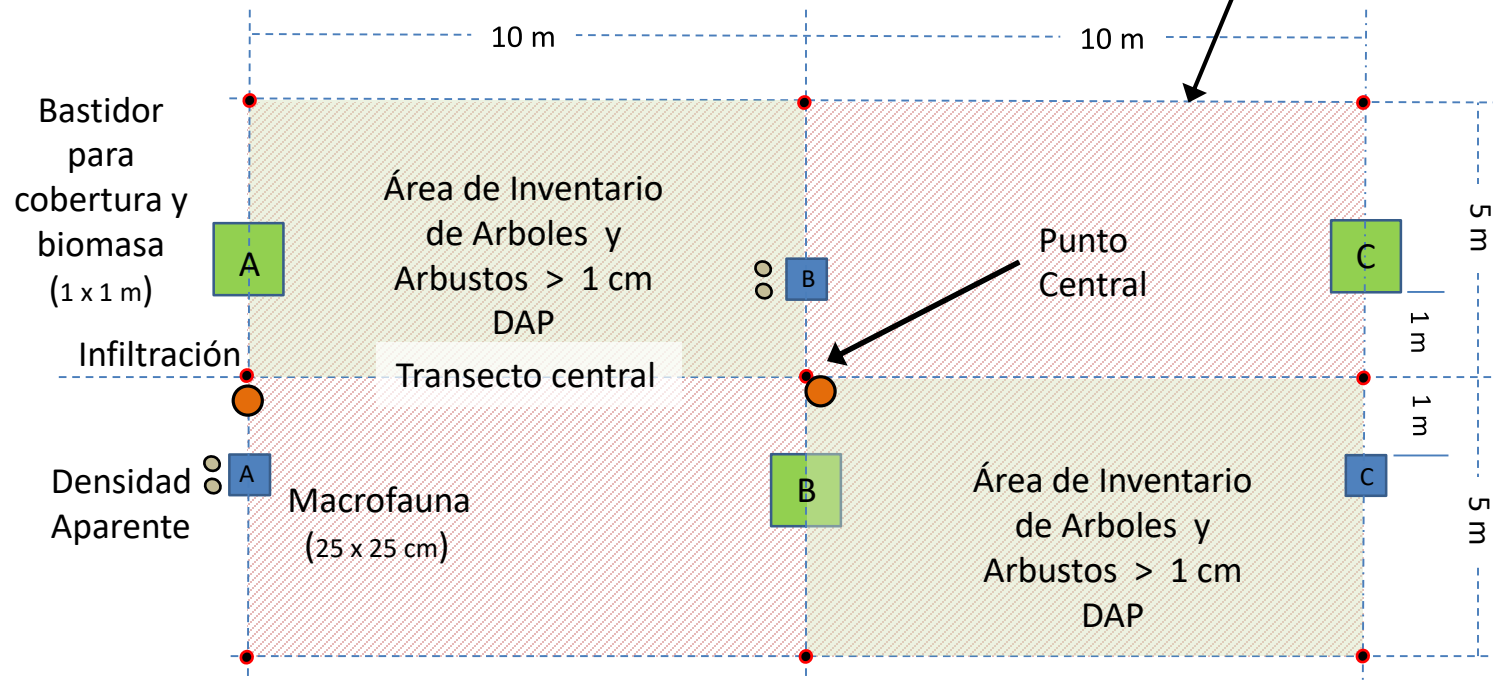 10 m
10 m
Bastidor
para
cobertura y
biomasa
(1 x 1 m)
A
Área de Inventario
de Arboles y
Arbustos > 1 cm
DAP
B
Punto
Central
C
5 m
1 m
Infiltración
Transecto central
1 m
Densidad
Aparente
A
Macrofauna
(25 x 25 cm)
B
Área de Inventario
de Arboles y
Arbustos > 1 cm
DAP
C
5 m